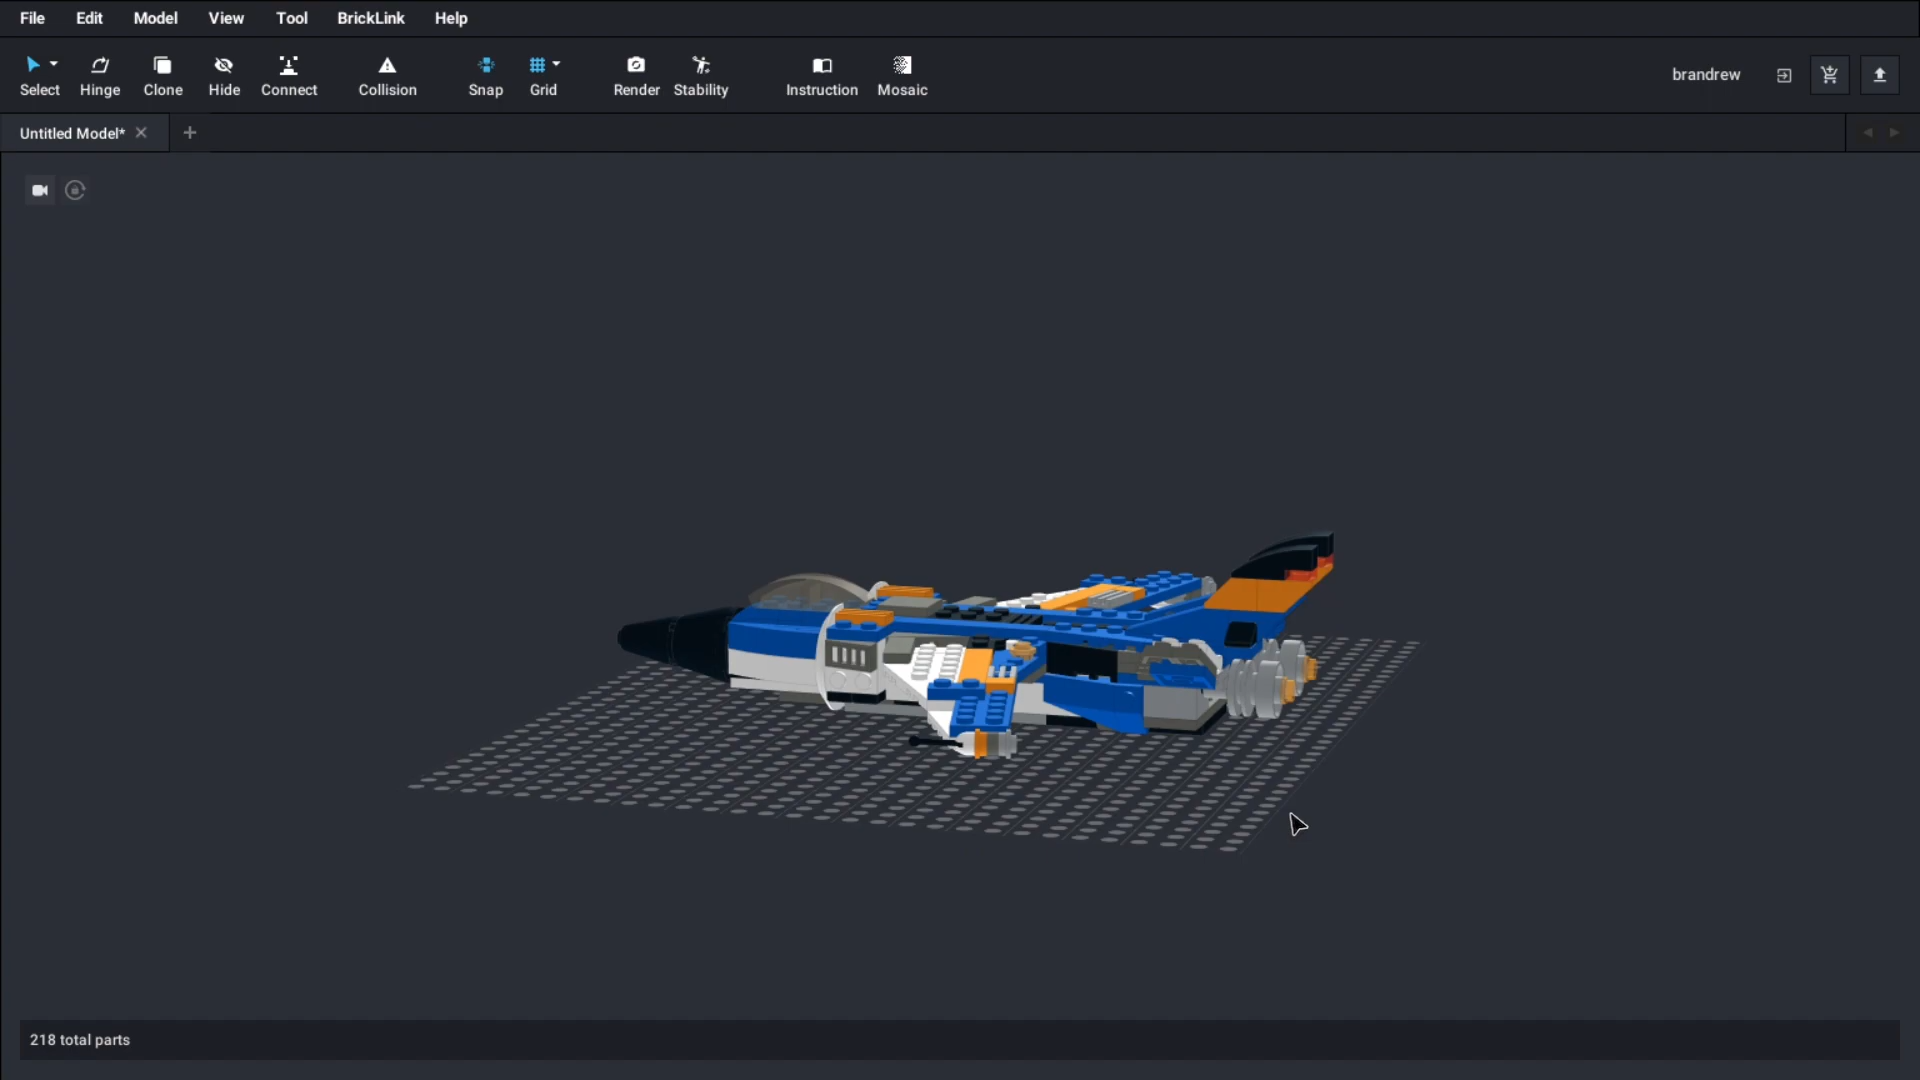 File Edit Model View Tool BrickLink Help
Select Hinge Clone Hide Connect Collision Snap Grid Render Stability Instruction Mosaic brandrew
Untitled Model*
218 total parts